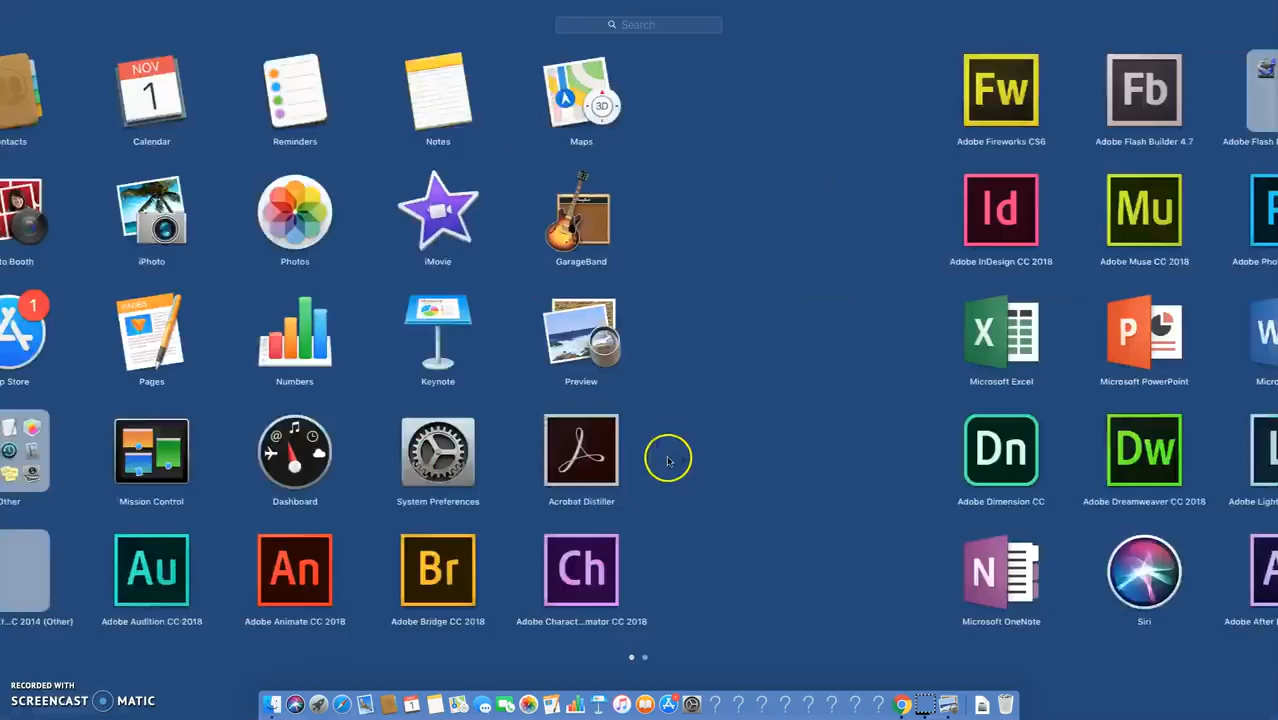 Search
ontacts
NOV
1
Calendar
Reminders
Notes
3D
Maps
Fw
Adobe Fireworks CS6
Fb
Adobe Flash Builder 4.7
Adobe Flash
to Booth
iPhoto
Photos
iMovie
GarageBand
Id
Adobe InDesign CC 2018
Mu
Adobe Muse CC 2018
P
Adobe Pho
1
p Store
PAGES
Pages
Numbers
Keynote
Preview
X
Microsoft Excel
P
Microsoft PowerPoint
W
Micro
Other
Mission Control
Dashboard
System Preferences
Acrobat Distiller
Dn
Adobe Dimension CC
Dw
Adobe Dreamweaver CC 2018
L
Adobe Ligh
...C 2014 (Other)
Au
Adobe Audition CC 2018
An
Adobe Animate CC 2018
Br
Adobe Bridge CC 2018
Ch
Adobe Charact...mator CC 2018
N
Microsoft OneNote
Siri
A
Adobe After
RECORDED WITH
SCREENCAST MATIC
1
? ? ? ? ? ? ? ?